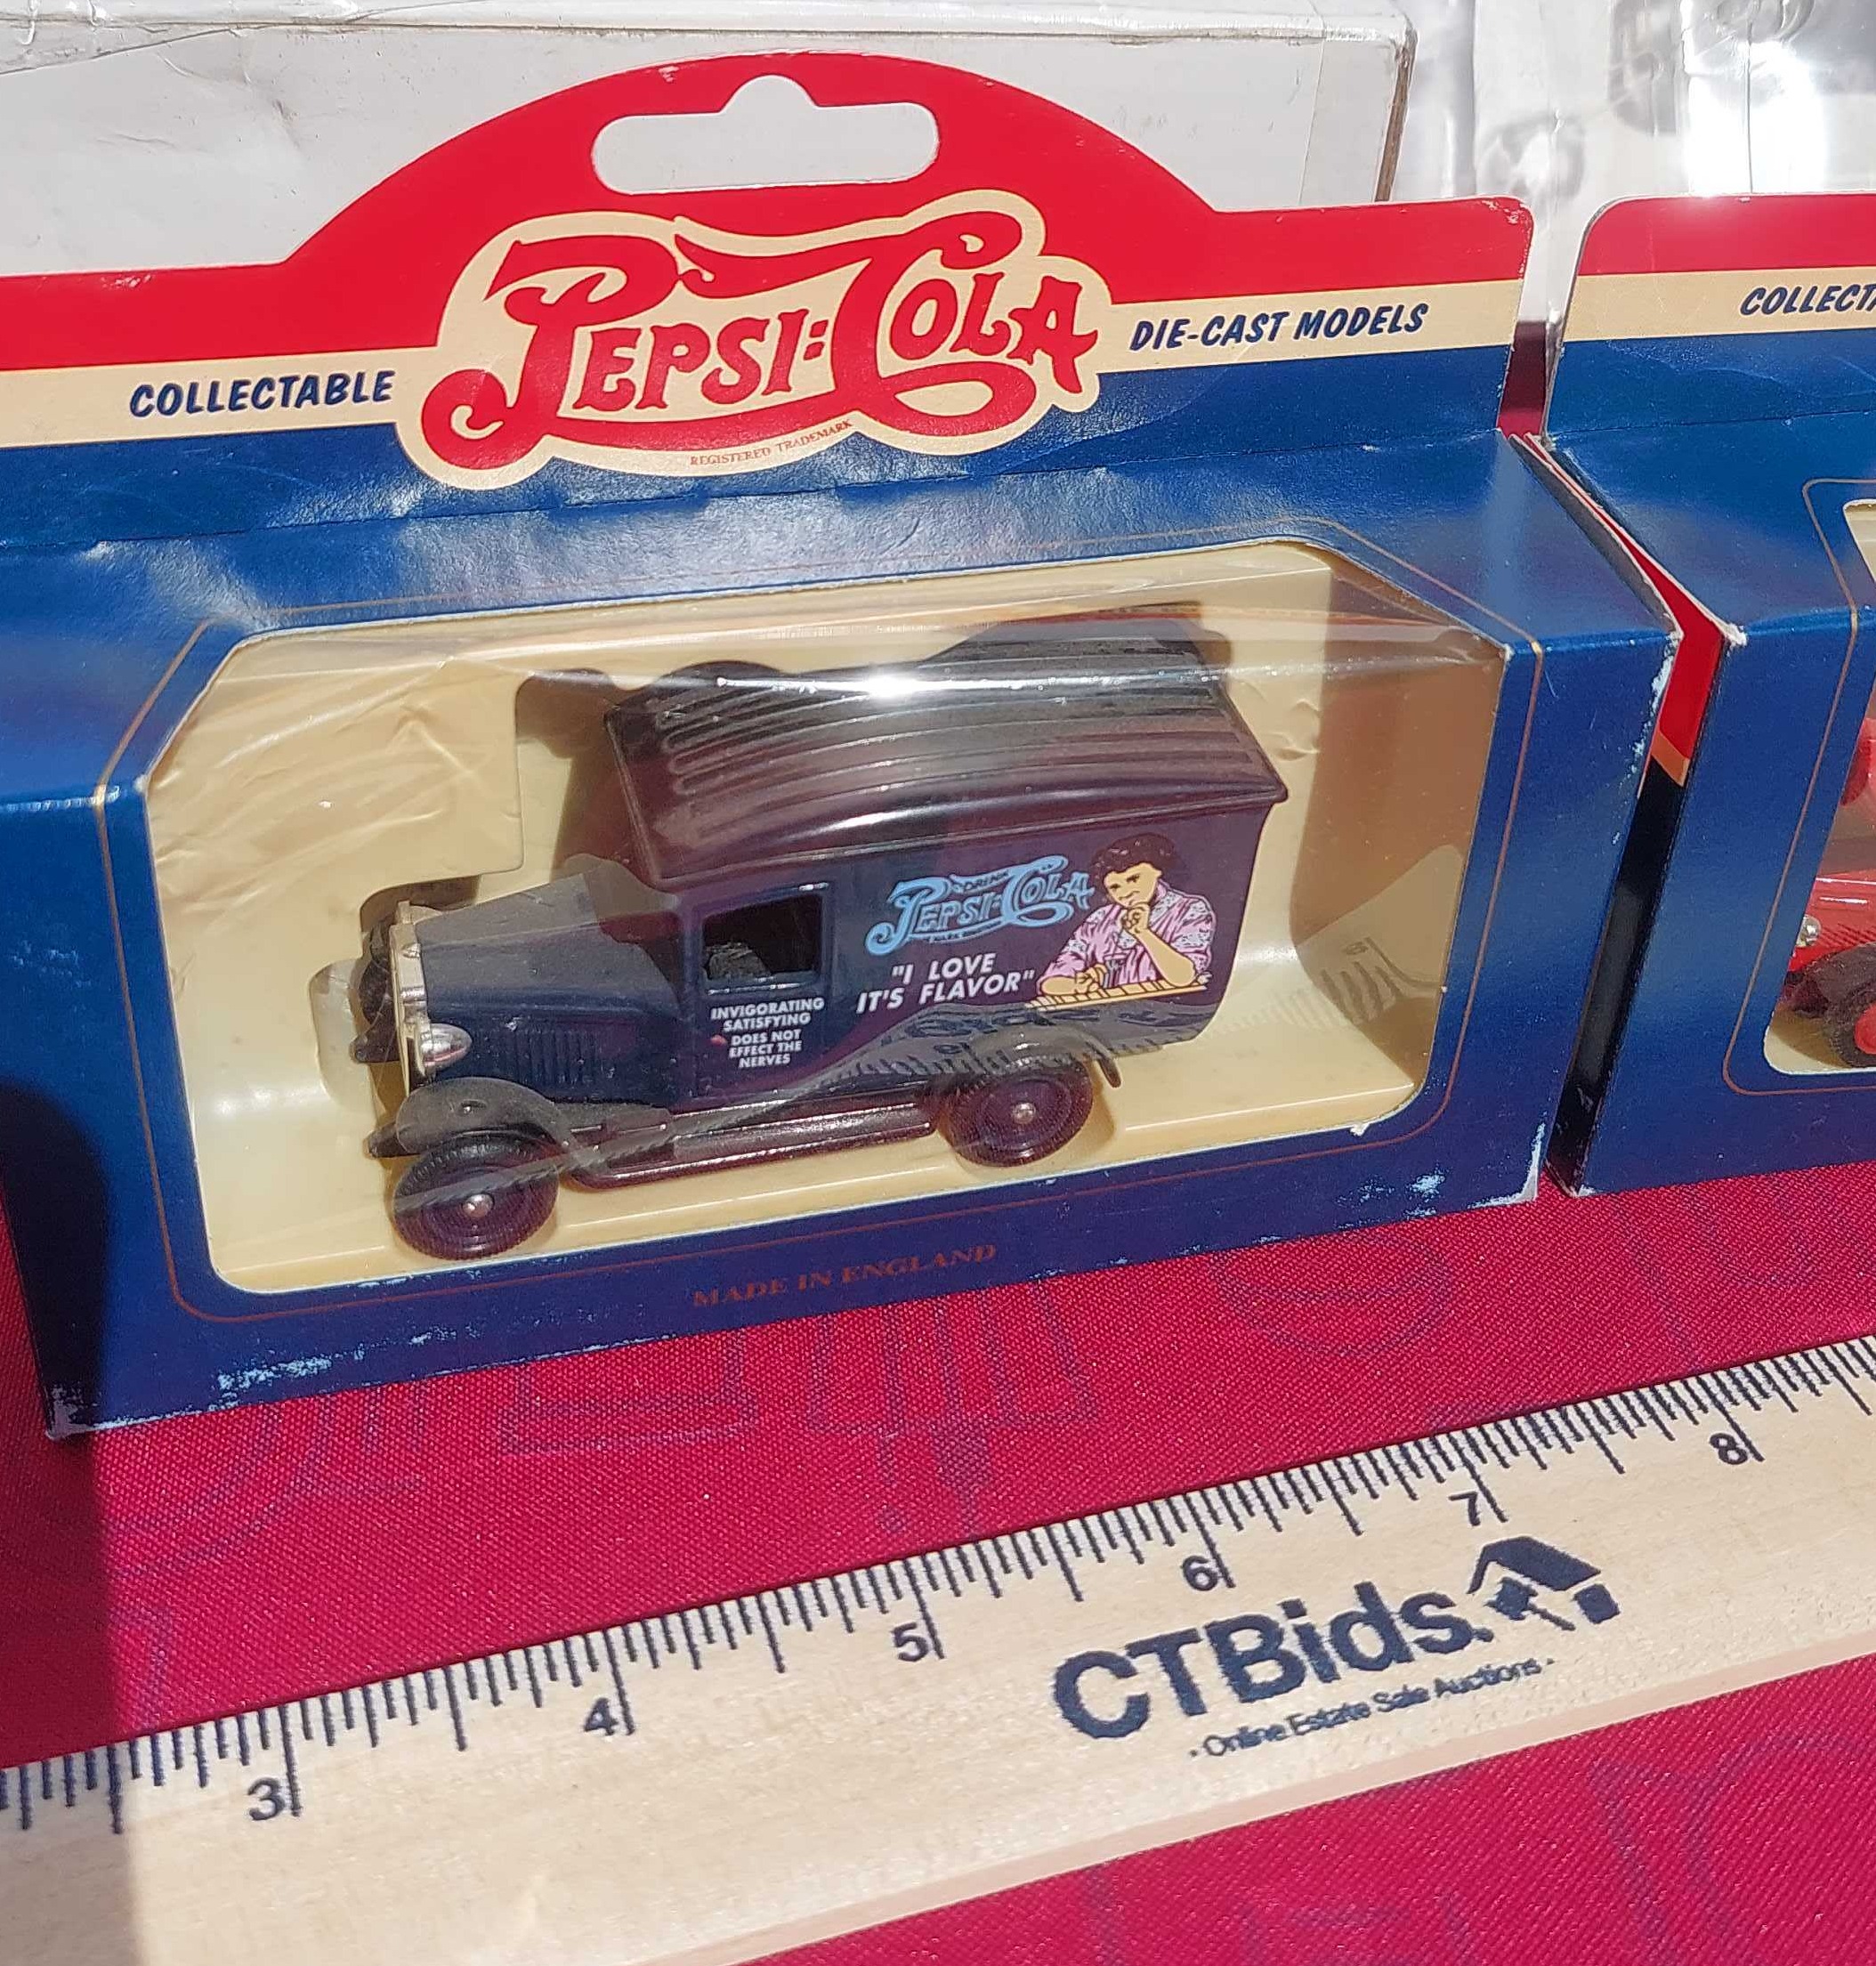 COLLECTABLE
PEPSI:COLA
DIE-CAST MODELS
REGISTERED TRADEMARK
DRINK
PEPSI:COLA
"I LOVE
IT'S FLAVOR"
INVIGORATING
SATISFYING
DOES NOT
EFFECT THE
NERVES
MADE IN ENGLAND
3 4 5 6 7 8
CTBids.
- Online Estate Sale Auctions -